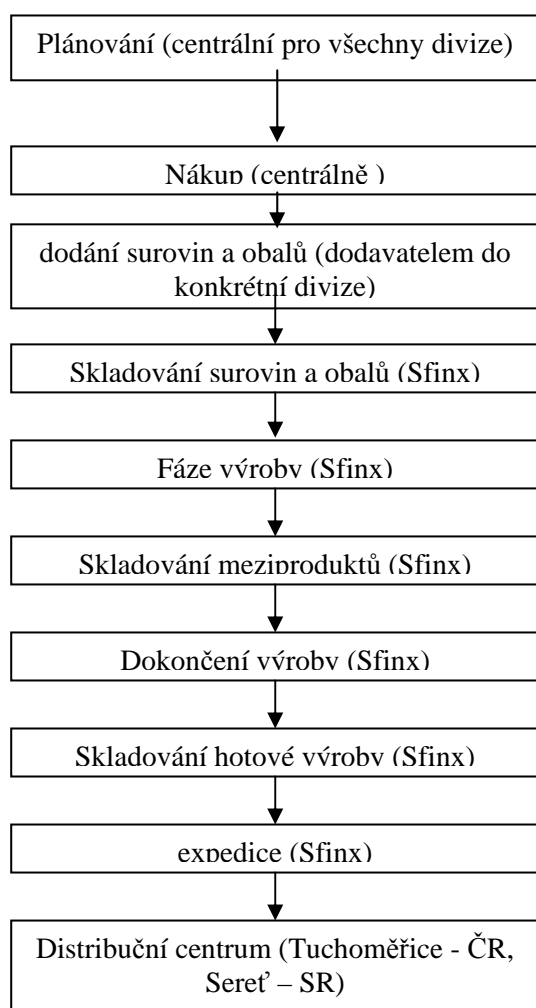 Plánování (centrální pro všechny divize)
Nákup (centrálně )
dodání surovin a obalů (dodavatelem do
konkrétní divize)
Skladování surovin a obalů (Sfinx)
Fáze výroby (Sfinx)
Skladování meziproduktů (Sfinx)
Dokončení výroby (Sfinx)
Skladování hotové výroby (Sfinx)
expedice (Sfinx)
Distribuční centrum (Tuchoměřice - ČR,
Sereť – SR)